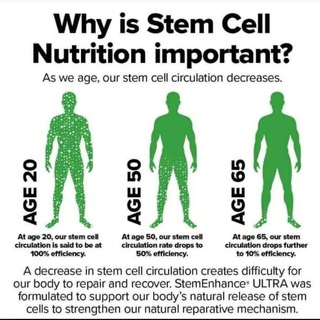 Why is Stem Cell
Nutrition important?
As we age, our stem cell circulation decreases.
AGE 20
AGE 50
AGE 65
At age 20, our stem cell
circulation is said to be at
100% efficiency.
At age 50, our stem cell
circulation rate drops to
50% efficiency.
At age 65, our stem cell
circulation drops further
to 10% efficiency.
A decrease in stem cell circulation creates difficulty for
our body to repair and recover. StemEnhance® ULTRA was
formulated to support our body's natural release of stem
cells to strengthen our natural reparative mechanism.